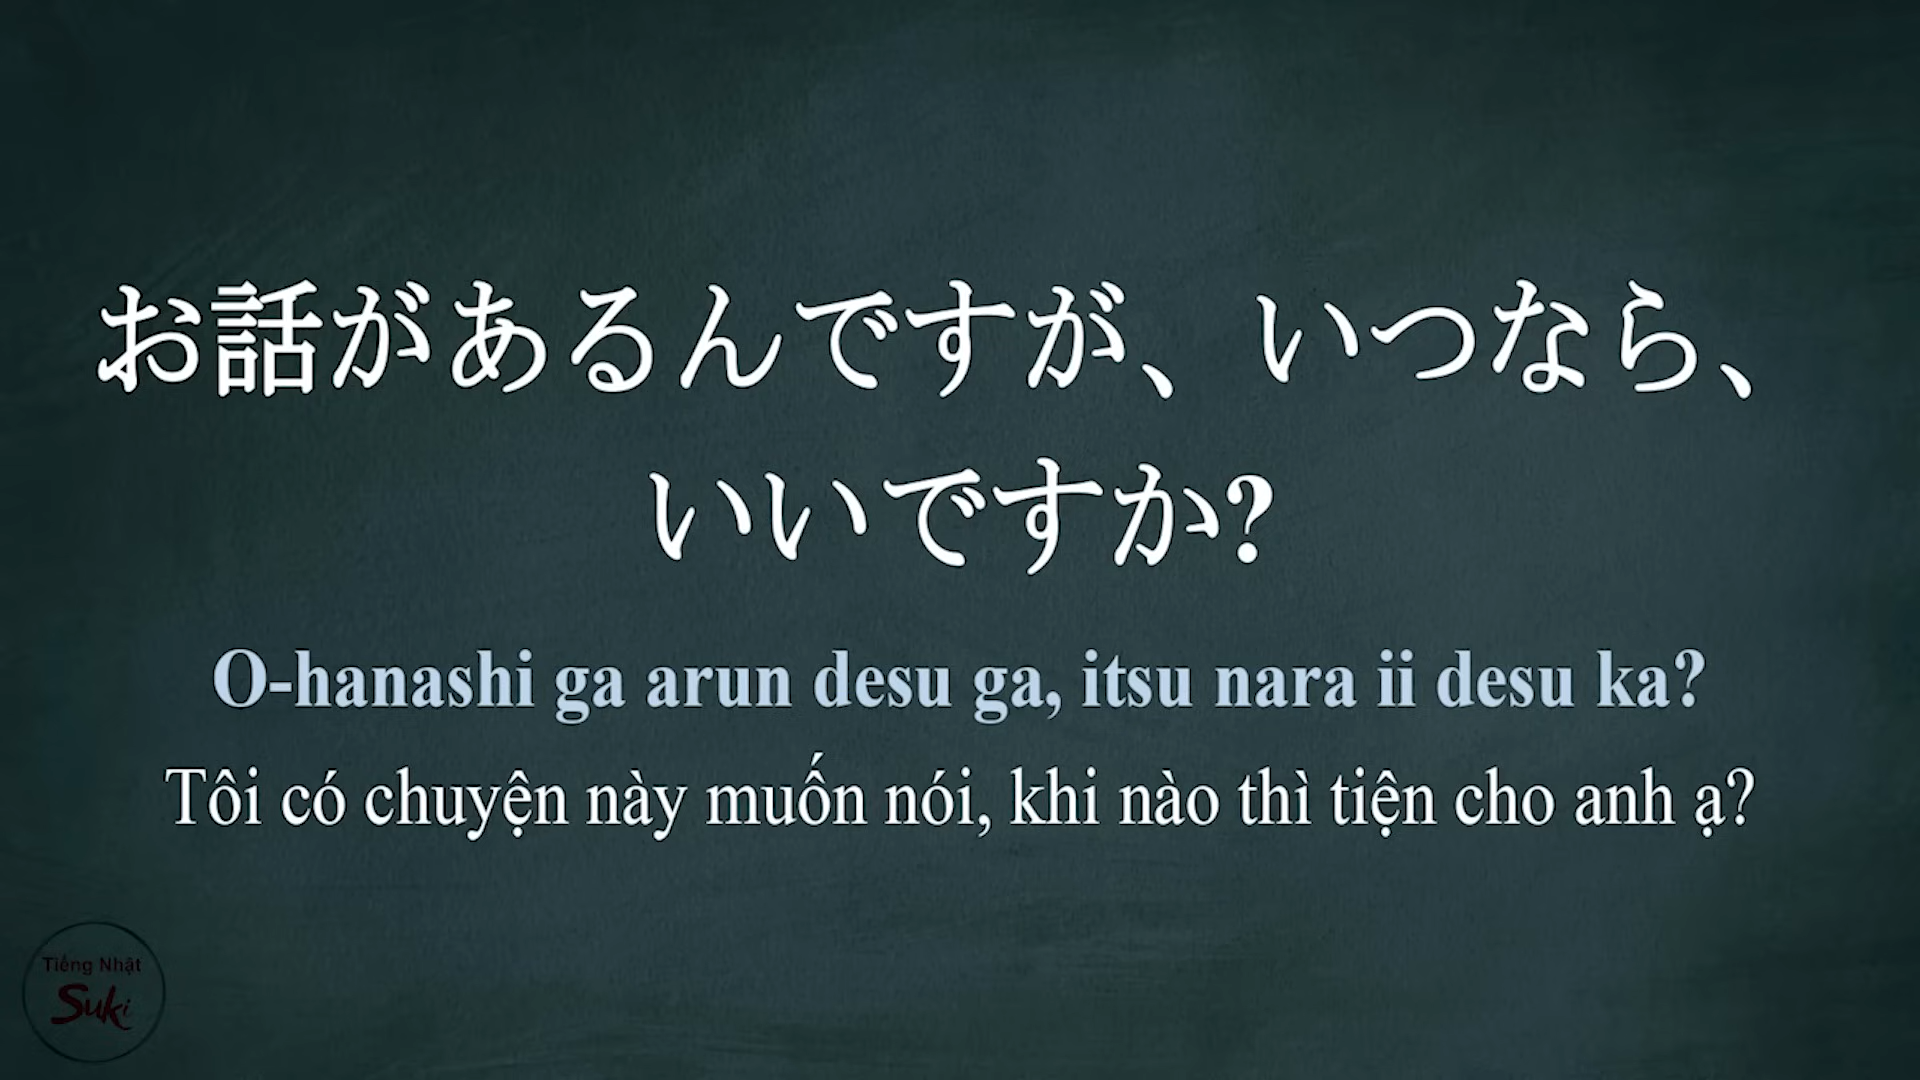 お話があるんですが、いつなら、
いいですか?
O-hanashi ga arun desu ga, itsu nara ii desu ka?
Tôi có chuyện này muốn nói, khi nào thì tiện cho anh ạ?
Tiếng Nhật
Suki